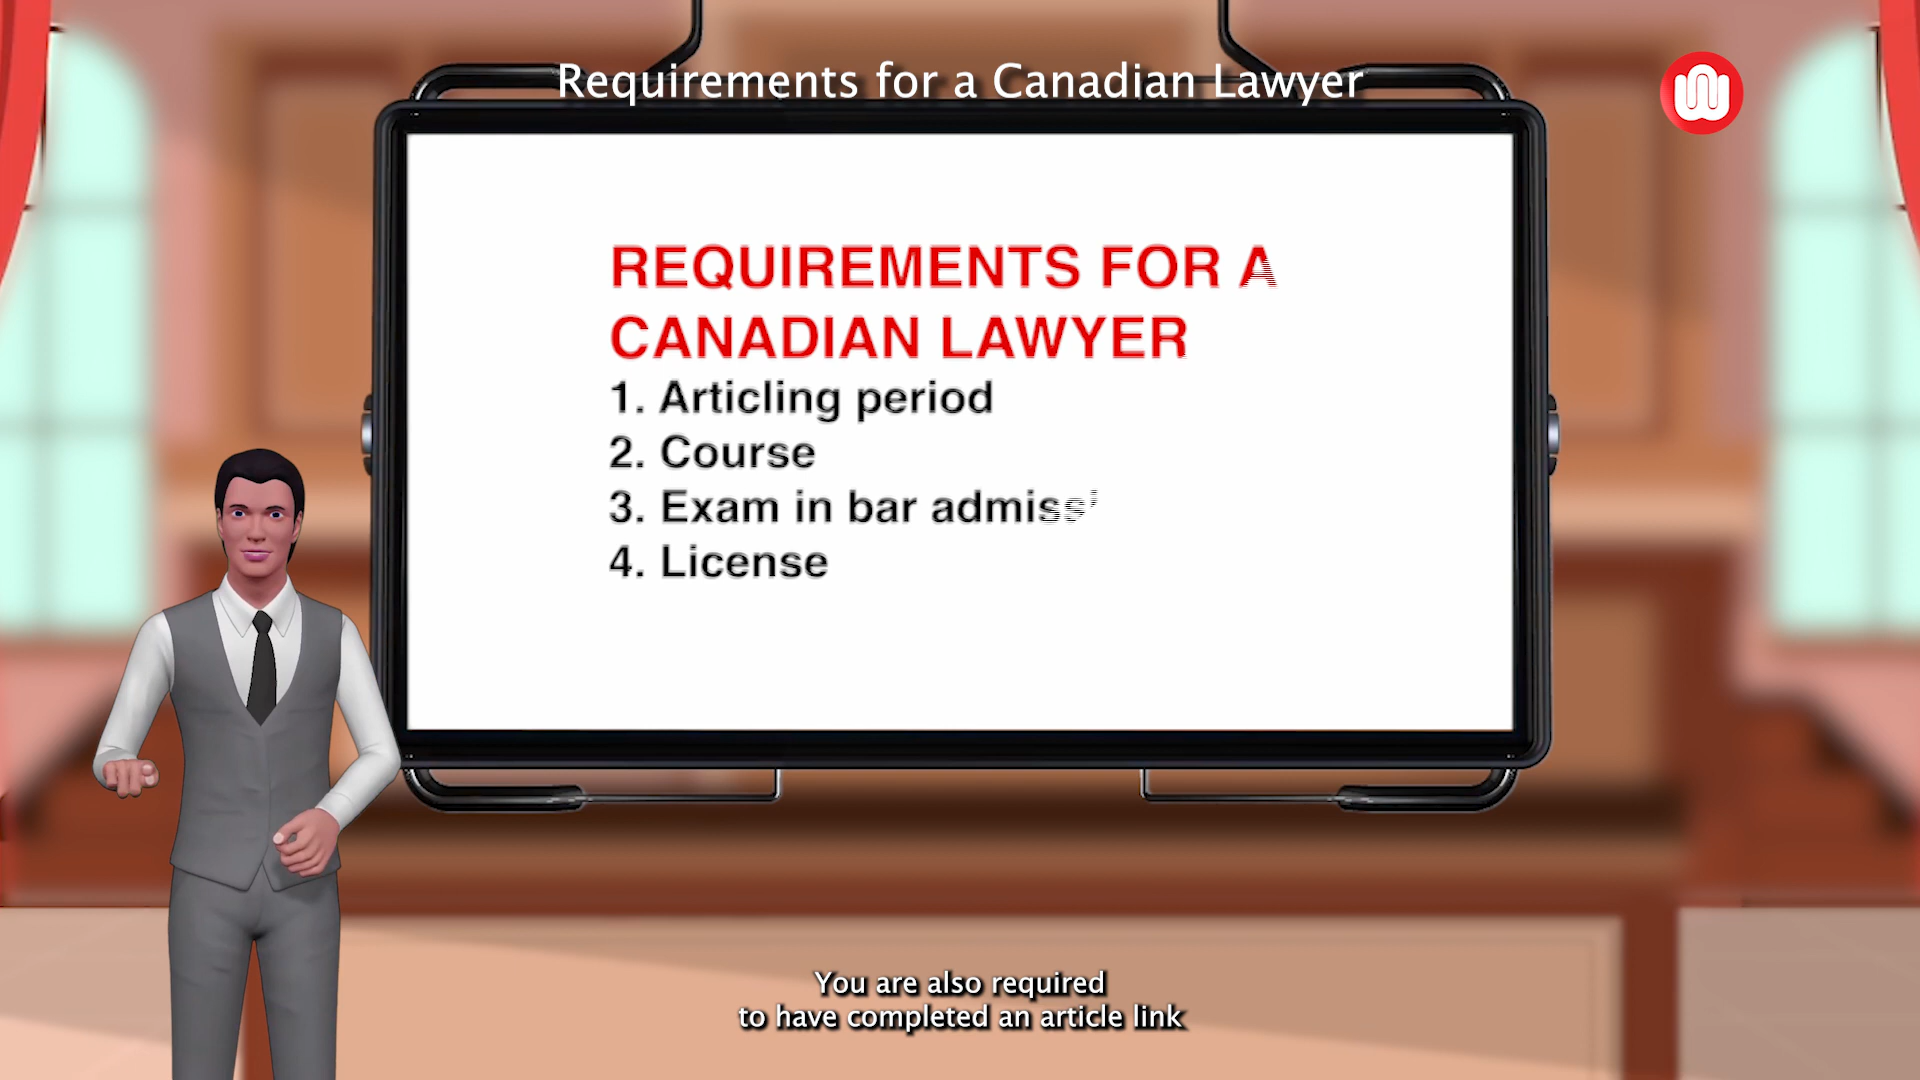 Requirements for a Canadian Lawyer
REQUIREMENTS FOR A
CANADIAN LAWYER
1. Articling period
2. Course
3. Exam in bar
4. License
You are also required
to have completed an article link